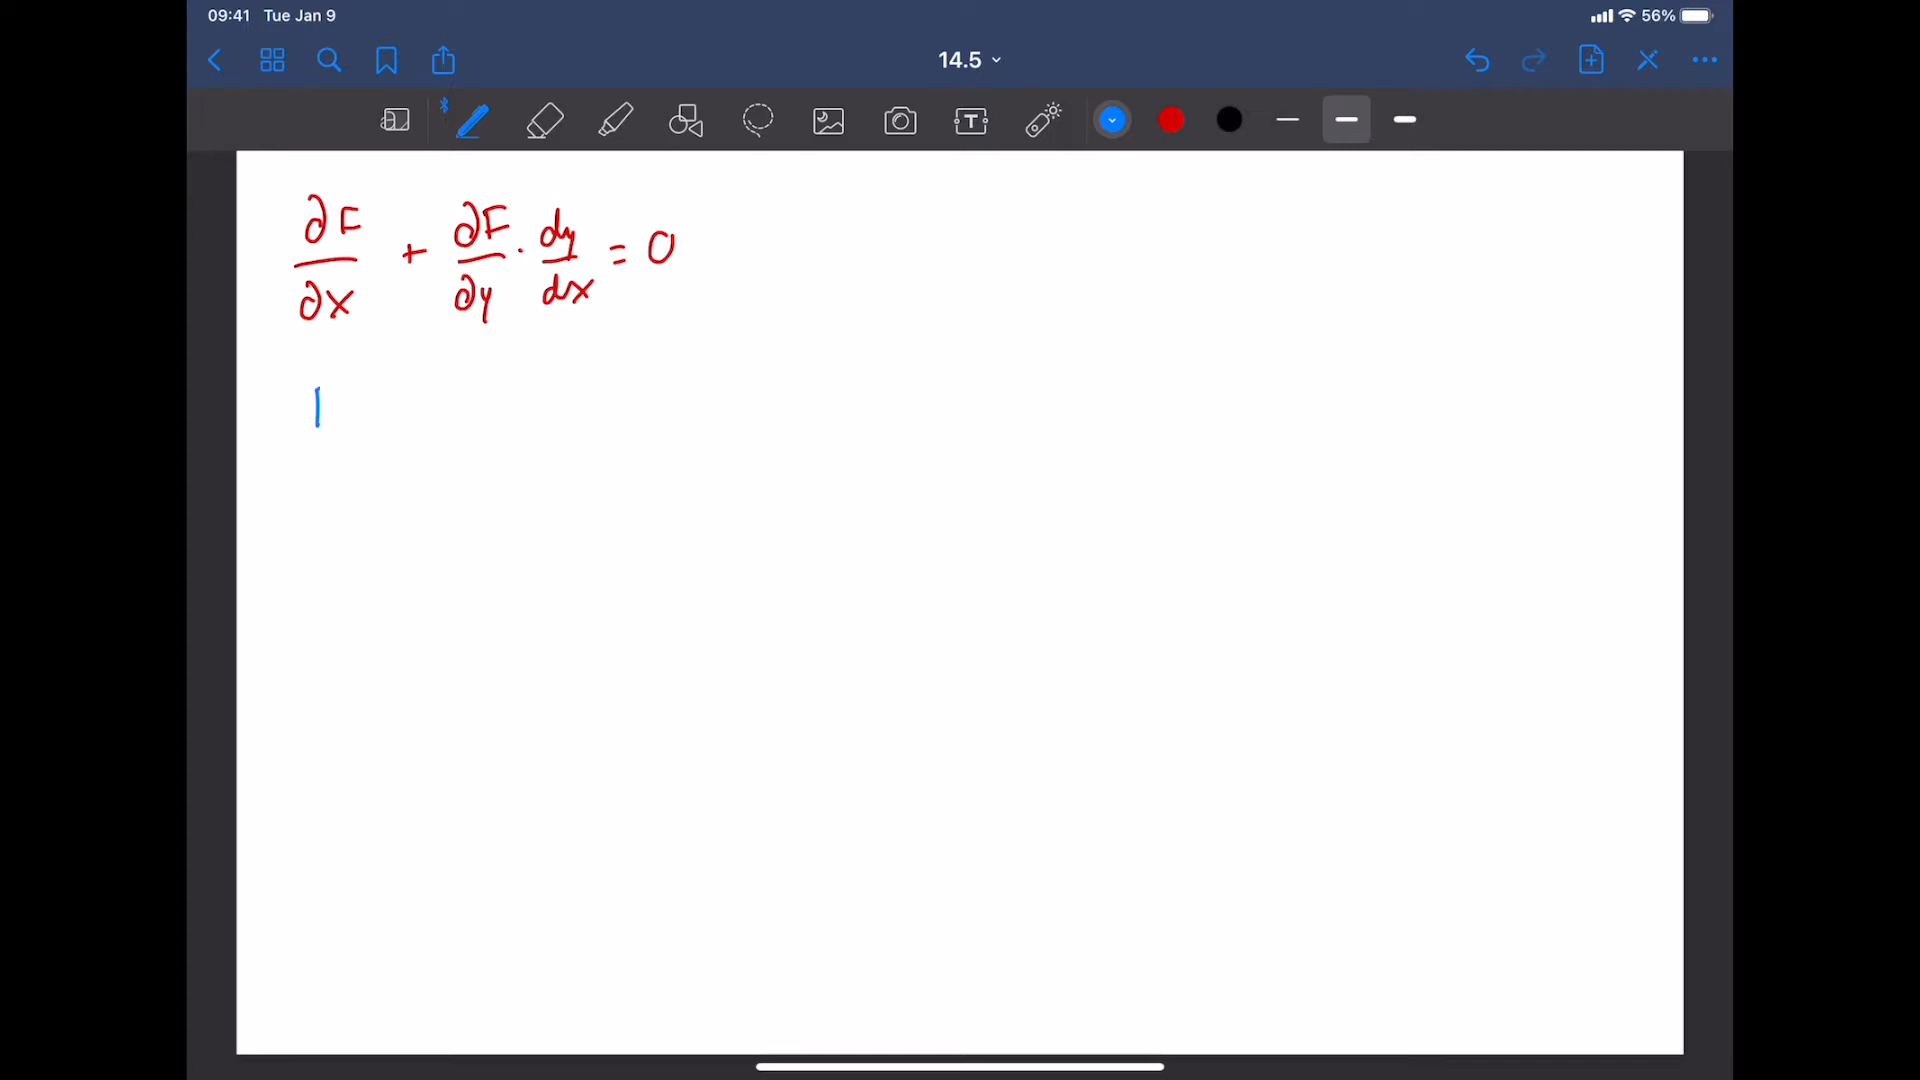 09:41 Tue Jan 9 56%
14.5
T
∂F/∂x + ∂F/∂y · dy/dx = 0